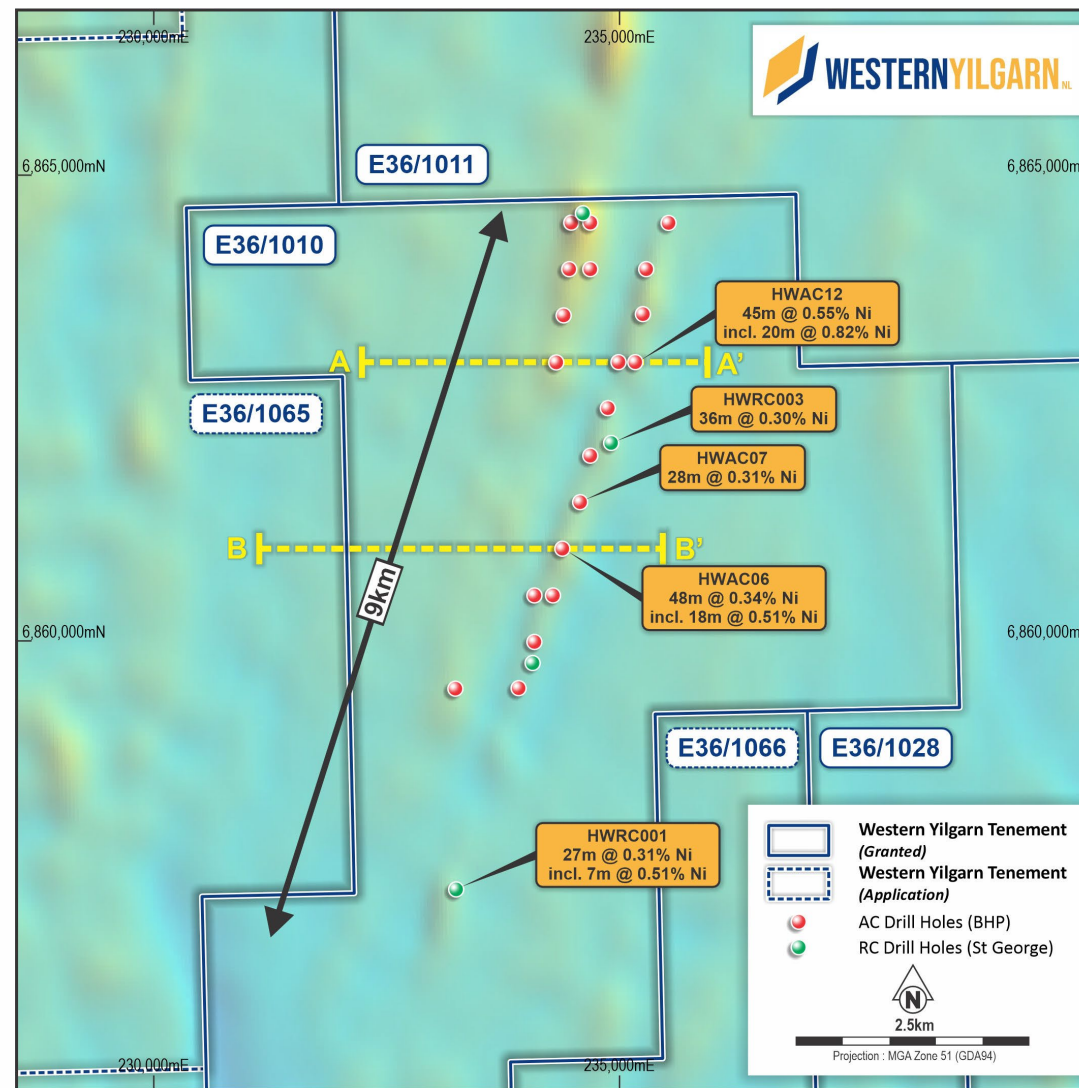 230,000mE
235,000mE
WESTERNYILGARN NL
6,865,000mN
6,865,000m
E36/1011
E36/1010
HWAC12
45m @ 0.55% Ni
incl. 20m @ 0.82% Ni
A
A'
E36/1065
HWRC003
36m @ 0.30% Ni
HWAC07
28m @ 0.31% Ni
B
B'
9km
HWAC06
48m @ 0.34% Ni
incl. 18m @ 0.51% Ni
6,860,000mN
6,860,000m
E36/1066
E36/1028
HWRC001
27m @ 0.31% Ni
incl. 7m @ 0.51% Ni
Western Yilgarn Tenement
(Granted)
Western Yilgarn Tenement
(Application)
AC Drill Holes (BHP)
RC Drill Holes (St George)
N
2.5km
Projection : MGA Zone 51 (GDA94)
230,000mE
235,000mE